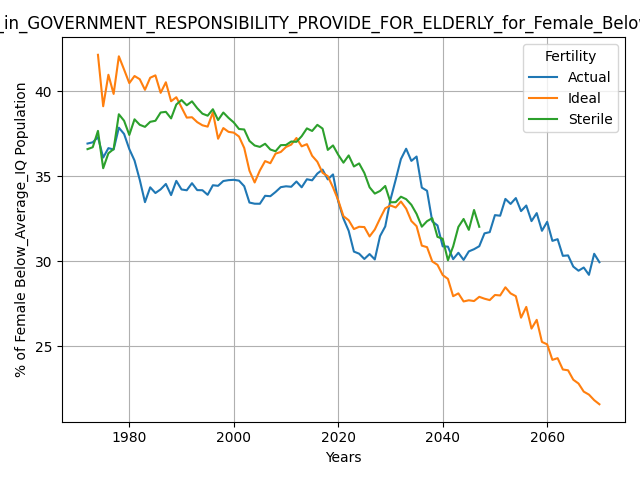 _in_GOVERNMENT_RESPONSIBILITY_PROVIDE_FOR_ELDERLY_for_Female_Below
Fertility
Actual
Ideal
Sterile
% of Female Below_Average_IQ Population
40
35
30
25
1980
2000
2020
2040
2060
Years